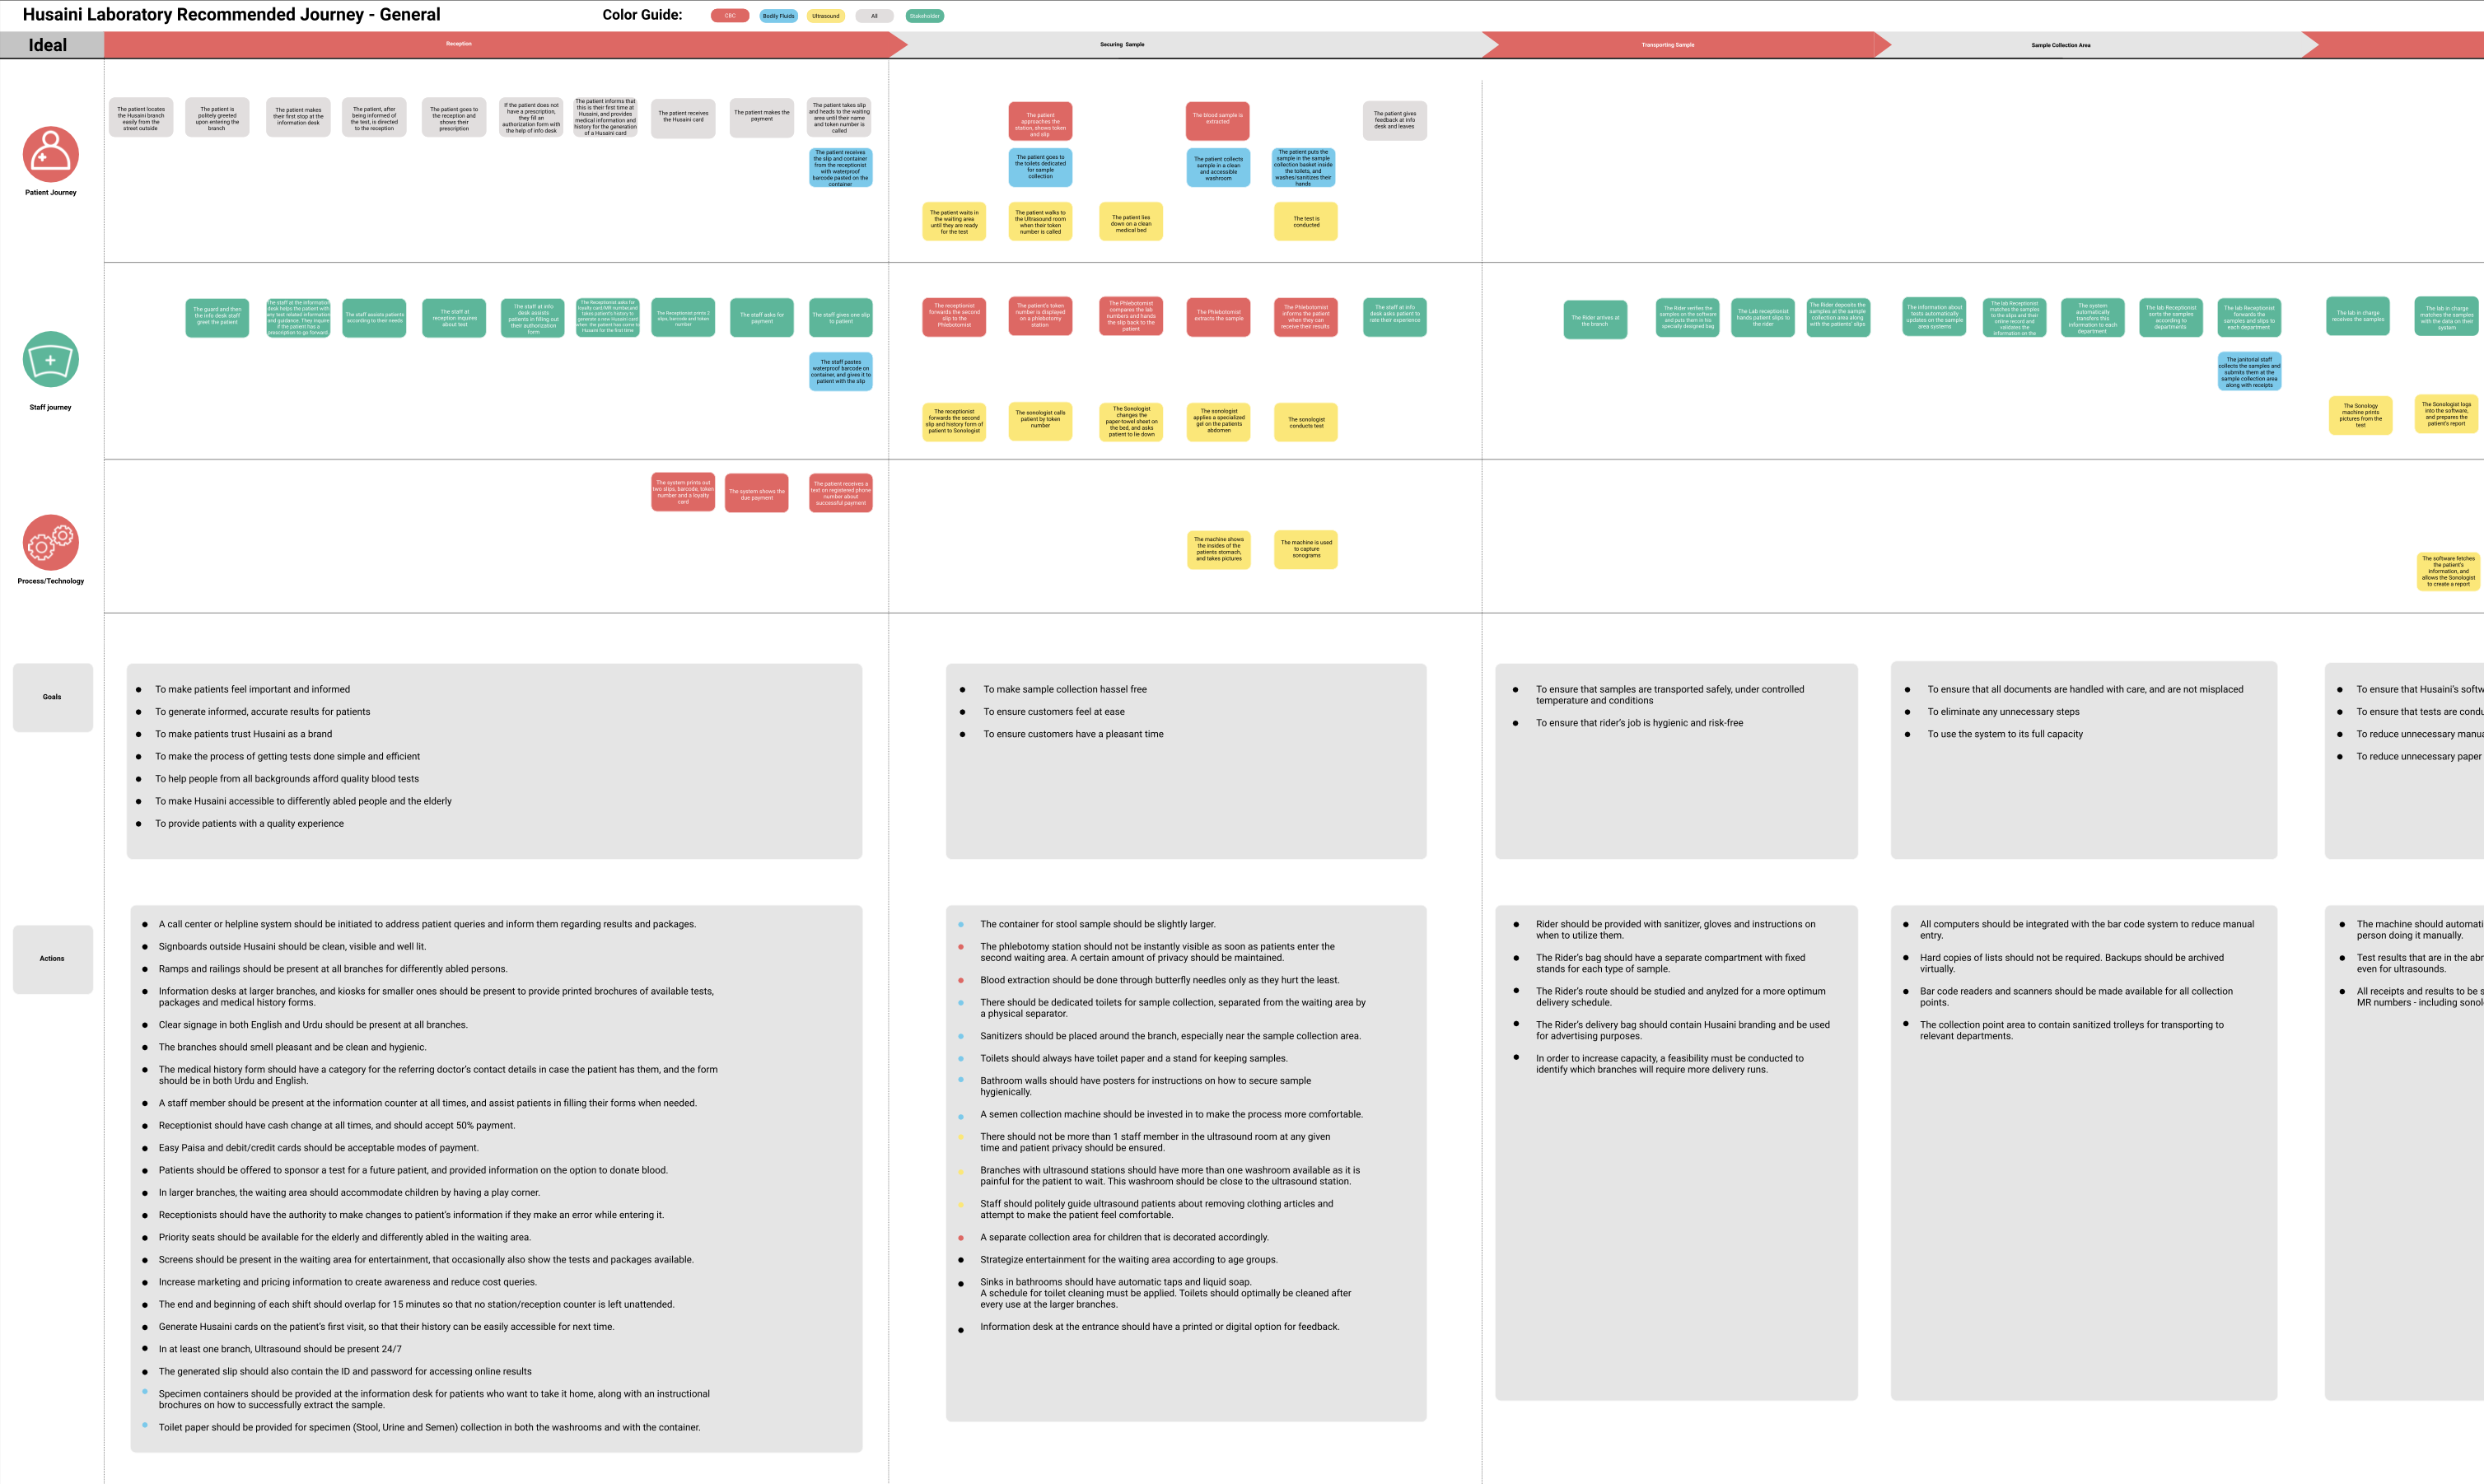 Husaini Laboratory Recommended Journey - General
Color Guide:
CBC
Bodily Fluids
Ultrasound
All
Stakeholder
Ideal
Reception
Securing Sample
Transporting Sample
Sample Collection Area
Patient Journey
The patient locates
the Husaini branch
easily from the
street outside
The patient is
politely greeted
upon entering the
branch
The patient makes
their first stop at the
information desk
The patient, after
being informed of
the test, is directed
to the reception
The patient goes to
the reception and
shows their
prescription
If the patient does not
have a prescription,
they fill an
authorization form with
the help of info desk
The patient informs that
this is their first time at
Husaini, and provides
medical information and
history for the generation
of a Husaini card
The patient receives
the Husaini card
The patient makes the
payment
The patient takes slip
and heads to the waiting
area until their name
and token number is
called
The patient receives
the slip and container
from the receptionist
with waterproof
barcode pasted on the
container
The patient
approaches the
station, shows token
and slip
The blood sample is
extracted
The patient gives
feedback at info
desk and leaves
The patient goes to
the toilets dedicated
for sample
collection
The patient collects
sample in a clean
and accessible
washroom
The patient puts the
sample in the sample
collection basket inside
the toilets, and
washes/sanitizes their
hands
The patient waits in
the waiting area
until they are ready
for the test
The patient walks to
the Ultrasound room
when their token
number is called
The patient lies
down on a clean
medical bed
The test is
conducted
Staff journey
The guard and then
the info desk staff
greet the patient
The staff at the information
desk helps the patient with
any test related information
and guidance. They inquire
if the patient has a
prescription to go forward
The staff assists patients
according to their needs
The staff at
reception inquires
about test
The staff at info
desk assists
patients in filling out
their authorization
form
The Receptionist asks for
loyalty card/MR number,and
takes patient's history to
generate a new Husaini card
when the patient has come to
Husaini for the first time
The Receptionist prints 2
slips, barcode and token
number
The staff asks for
payment
The staff gives one slip
to patient
The staff pastes
waterproof barcode on
container, and gives it to
patient with the slip
The receptionist
forwards the second
slip to the
Phlebotomist
The patient's token
number is displayed
on a phlebotomy
station
The Phlebotomist
compares the lab
numbers and hands
the slip back to the
patient
The Phlebotomist
extracts the sample
The Phlebotomist
informs the patient
when they can
receive their results
The staff at info
desk asks patient to
rate their experience
The receptionist
forwards the second
slip and history form of
patient to Sonologist
The sonologist calls
patient by token
number
The Sonologist
changes the
paper-towel sheet on
the bed, and asks
patient to lie down
The sonologist
applies a specialized
gel on the patients
abdomen
The sonologist
conducts test
The Rider arrives at
the branch
The Rider verifies the
samples on the software
and puts them in his
specially designed bag
The Lab receptionist
hands patient slips to
the rider
The Rider deposits the
samples at the sample
collection area along
with the patients' slips
The information about
tests automatically
updates on the sample
area systems
The lab Receptionist
matches the samples
to the slips and then
online record and
validates the
information on the
The system
automatically
transfers this
information to each
department
The lab Receptionist
sorts the samples
according to
departments
The lab Receptionist
forwards the
samples and slips to
each department
The janitorial staff
collects the samples and
submits them at the
sample collection area
along with receipts
The lab in charge
receives the samples
The lab in charge
matches the samples
with the data on their
system
The Sonology
machine prints
pictures from the
test
The Sonologist logs
into the software,
and prepares the
patient's report
Process/Technology
The system prints out
two slips, barcode, token
number and a loyalty
card
The system shows the
due payment
The patient receives a
text on registered phone
number about
successful payment
The machine shows
the insides of the
patients stomach,
and takes pictures
The machine is used
to capture
sonograms
The software fetches
the patient's
information, and
allows the Sonologist
to create a report
Goals
To make patients feel important and informed
To generate informed, accurate results for patients
To make patients trust Husaini as a brand
To make the process of getting tests done simple and efficient
To help people from all backgrounds afford quality blood tests
To make Husaini accessible to differently abled people and the elderly
To provide patients with a quality experience
To make sample collection hassel free
To ensure customers feel at ease
To ensure customers have a pleasant time
To ensure that samples are transported safely, under controlled
temperature and conditions
To ensure that rider's job is hygienic and risk-free
To ensure that all documents are handled with care, and are not misplaced
To eliminate any unnecessary steps
To use the system to its full capacity
To ensure that Husaini's softw
To ensure that tests are condu
To reduce unnecessary manua
To reduce unnecessary paper
Actions
A call center or helpline system should be initiated to address patient queries and inform them regarding results and packages.
Signboards outside Husaini should be clean, visible and well lit.
Ramps and railings should be present at all branches for differently abled persons.
Information desks at larger branches, and kiosks for smaller ones should be present to provide printed brochures of available tests,
packages and medical history forms.
Clear signage in both English and Urdu should be present at all branches.
The branches should smell pleasant and be clean and hygienic.
The medical history form should have a category for the referring doctor's contact details in case the patient has them, and the form
should be in both Urdu and English.
A staff member should be present at the information counter at all times, and assist patients in filling their forms when needed.
Receptionist should have cash change at all times, and should accept 50% payment.
Easy Paisa and debit/credit cards should be acceptable modes of payment.
Patients should be offered to sponsor a test for a future patient, and provided information on the option to donate blood.
In larger branches, the waiting area should accommodate children by having a play corner.
Receptionists should have the authority to make changes to patient's information if they make an error while entering it.
Priority seats should be available for the elderly and differently abled in the waiting area.
Screens should be present in the waiting area for entertainment, that occasionally also show the tests and packages available.
Increase marketing and pricing information to create awareness and reduce cost queries.
The end and beginning of each shift should overlap for 15 minutes so that no station/reception counter is left unattended.
Generate Husaini cards on the patient's first visit, so that their history can be easily accessible for next time.
In at least one branch, Ultrasound should be present 24/7
The generated slip should also contain the ID and password for accessing online results
Specimen containers should be provided at the information desk for patients who want to take it home, along with an instructional
brochures on how to successfully extract the sample.
Toilet paper should be provided for specimen (Stool, Urine and Semen) collection in both the washrooms and with the container.
The container for stool sample should be slightly larger.
The phlebotomy station should not be instantly visible as soon as patients enter the
second waiting area. A certain amount of privacy should be maintained.
Blood extraction should be done through butterfly needles only as they hurt the least.
There should be dedicated toilets for sample collection, separated from the waiting area by
a physical separator.
Sanitizers should be placed around the branch, especially near the sample collection area.
Toilets should always have toilet paper and a stand for keeping samples.
Bathroom walls should have posters for instructions on how to secure sample
hygienically.
A semen collection machine should be invested in to make the process more comfortable.
There should not be more than 1 staff member in the ultrasound room at any given
time and patient privacy should be ensured.
Branches with ultrasound stations should have more than one washroom available as it is
painful for the patient to wait. This washroom should be close to the ultrasound station.
Staff should politely guide ultrasound patients about removing clothing articles and
attempt to make the patient feel comfortable.
A separate collection area for children that is decorated accordingly.
Strategize entertainment for the waiting area according to age groups.
Sinks in bathrooms should have automatic taps and liquid soap.
A schedule for toilet cleaning must be applied. Toilets should optimally be cleaned after
every use at the larger branches.
Information desk at the entrance should have a printed or digital option for feedback.
Rider should be provided with sanitizer, gloves and instructions on
when to utilize them.
The Rider's bag should have a separate compartment with fixed
stands for each type of sample.
The Rider's route should be studied and anylzed for a more optimum
delivery schedule.
The Rider's delivery bag should contain Husaini branding and be used
for advertising purposes.
In order to increase capacity, a feasibility must be conducted to
identify which branches will require more delivery runs.
All computers should be integrated with the bar code system to reduce manual
entry.
Hard copies of lists should not be required. Backups should be archived
virtually.
Bar code readers and scanners should be made available for all collection
points.
The collection point area to contain sanitized trolleys for transporting to
relevant departments.
The machine should automati
person doing it manually.
Test results that are in the abn
even for ultrasounds.
All receipts and results to be s
MR numbers - including sonol